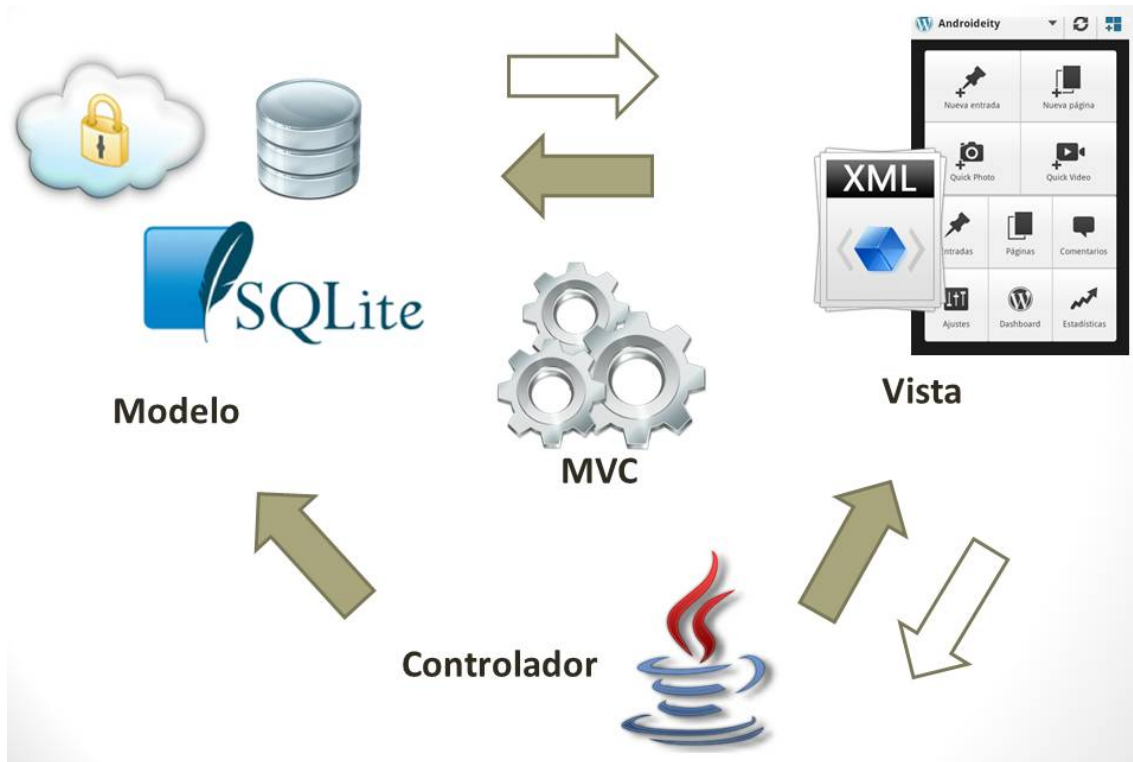 Androideity
Nueva entrada
Nueva página
Quick Photo
Quick Video
XML
Entradas
Páginas
Comentarios
Ajustes
Dashboard
Estadísticas
SQLite
Modelo
Vista
MVC
Controlador